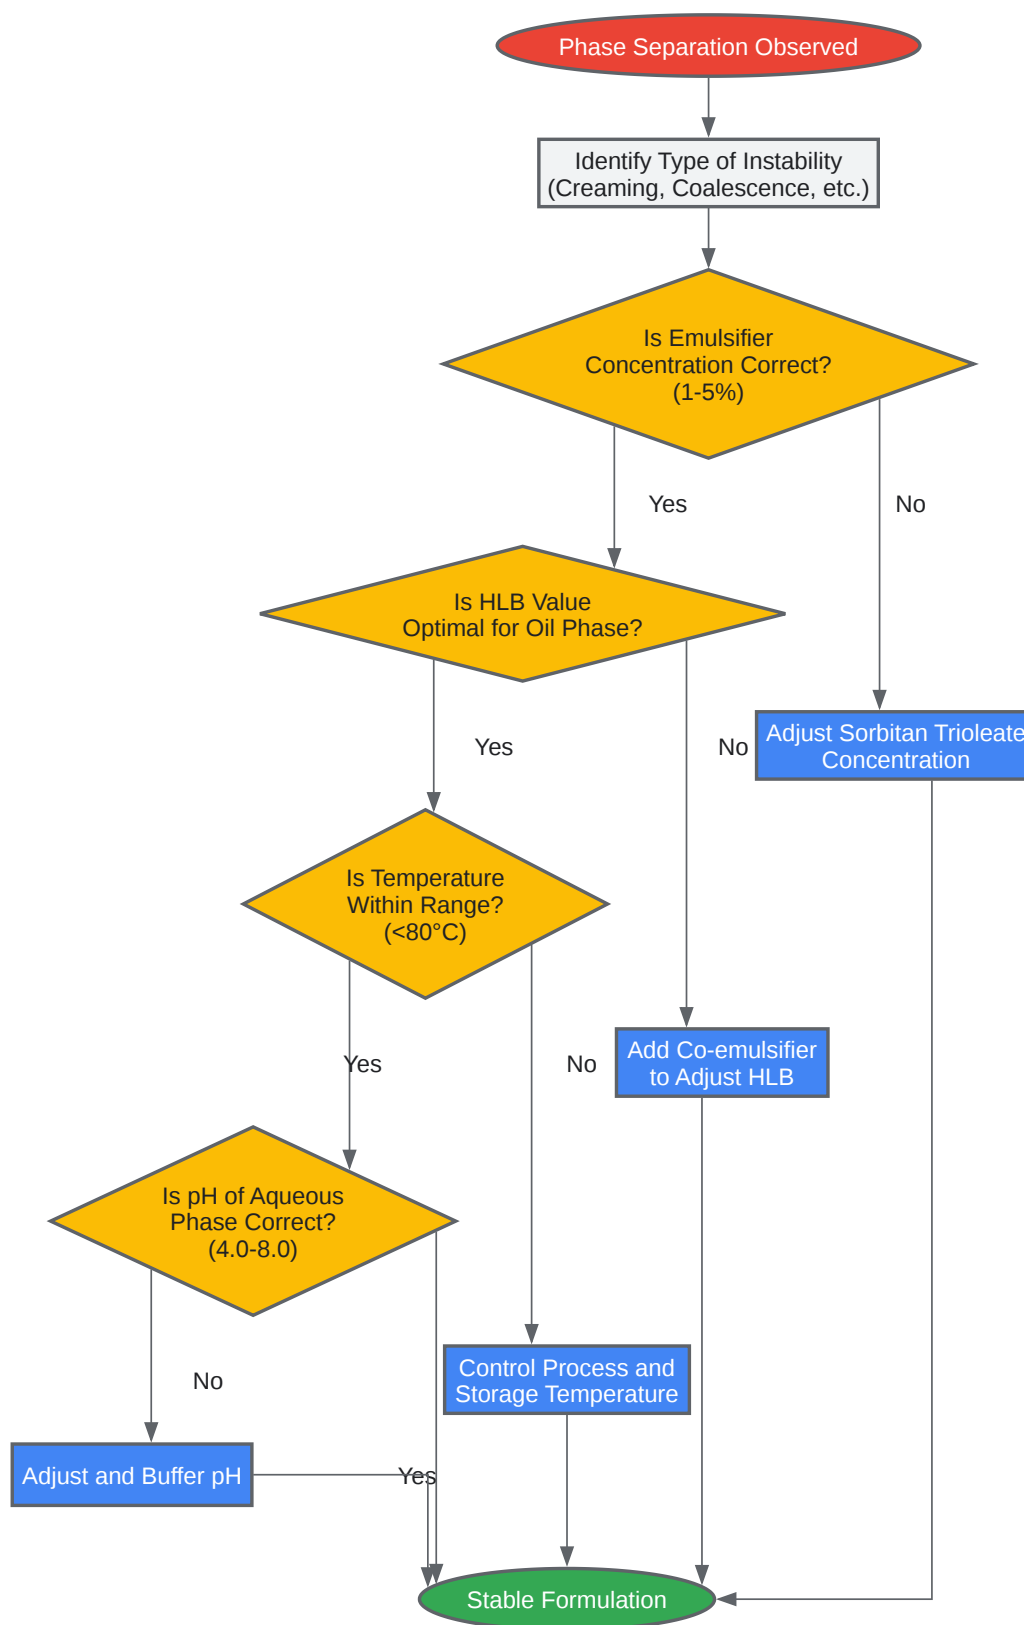 Phase Separation Observed
Identify Type of Instability
(Creaming, Coalescence, etc.)
Is Emulsifier
Concentration Correct?
(1-5%)
Yes
No
Is HLB Value
Optimal for Oil Phase?
Adjust Sorbitan Trioleate
Concentration
Yes
No
Is Temperature
Within Range?
(<80°C)
Add Co-emulsifier
to Adjust HLB
Yes
No
Is pH of Aqueous
Phase Correct?
(4.0-8.0)
Control Process and
Storage Temperature
No
Adjust and Buffer pH
Yes
Stable Formulation